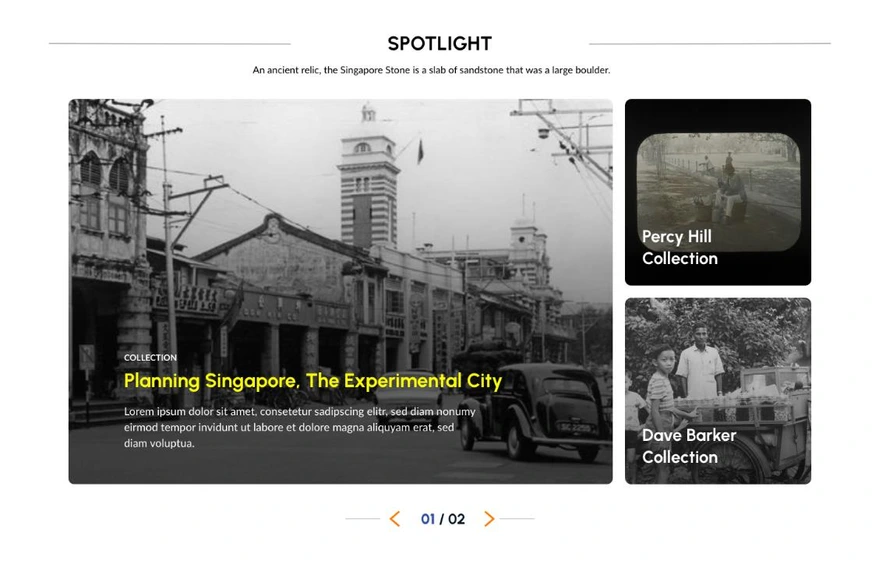 SPOTLIGHT
An ancient relic, the Singapore Stone is a slab of sandstone that was a large boulder.
COLLECTION
Planning Singapore, The Experimental City
Lorem ipsum dolor sit amet, consetetur sadipscing elitr, sed diam nonumy
eirmod tempor invidunt ut labore et dolore magna aliquyam erat, sed
diam voluptua.
Percy Hill
Collection
Dave Barker
Collection
01 / 02